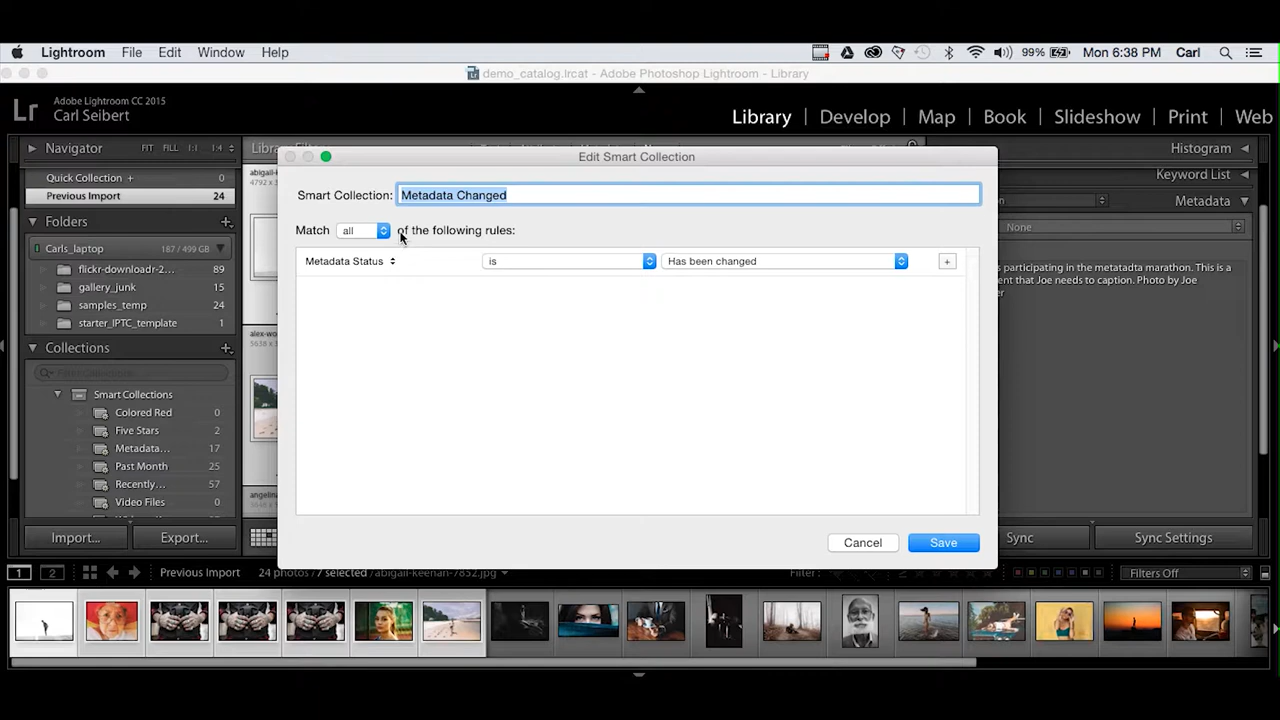 Lightroom File Edit Window Help 99% Mon 6:38 PM Carl
demo_catalog.lrcat - Adobe Photoshop Lightroom - Library
Lr Adobe Lightroom CC 2015
Carl Seibert
Library Develop Map Book Slideshow Print Web
Navigator FIT FILL 1:1 1:4
Histogram
Edit Smart Collection
Quick Collection + 0
Keyword List
Previous Import 24
Smart Collection: Metadata Changed
Metadata
Folders
Match all of the following rules:
None
Carls_laptop 187 / 499 GB
Metadata Status is Has been changed +
flickr-downloadr-2... 89
s participating in the metatadta marathon. This is a
gallery_junk 1
ent that Joe needs to caption. Photo by Joe
samples_temp 24
starter_IPTC_template 1
Collections
Smart Collections
Colored Red 0
Five Stars 2
Metadata... 7
Past Month 25
Recently... 57
Video Files 0
Import... Export...
Cancel Save
Sync Sync Settings
1 2 Previous Import 24 photos / 7 selected / abigail-keenan-7852.jpg Filter: Filters Off